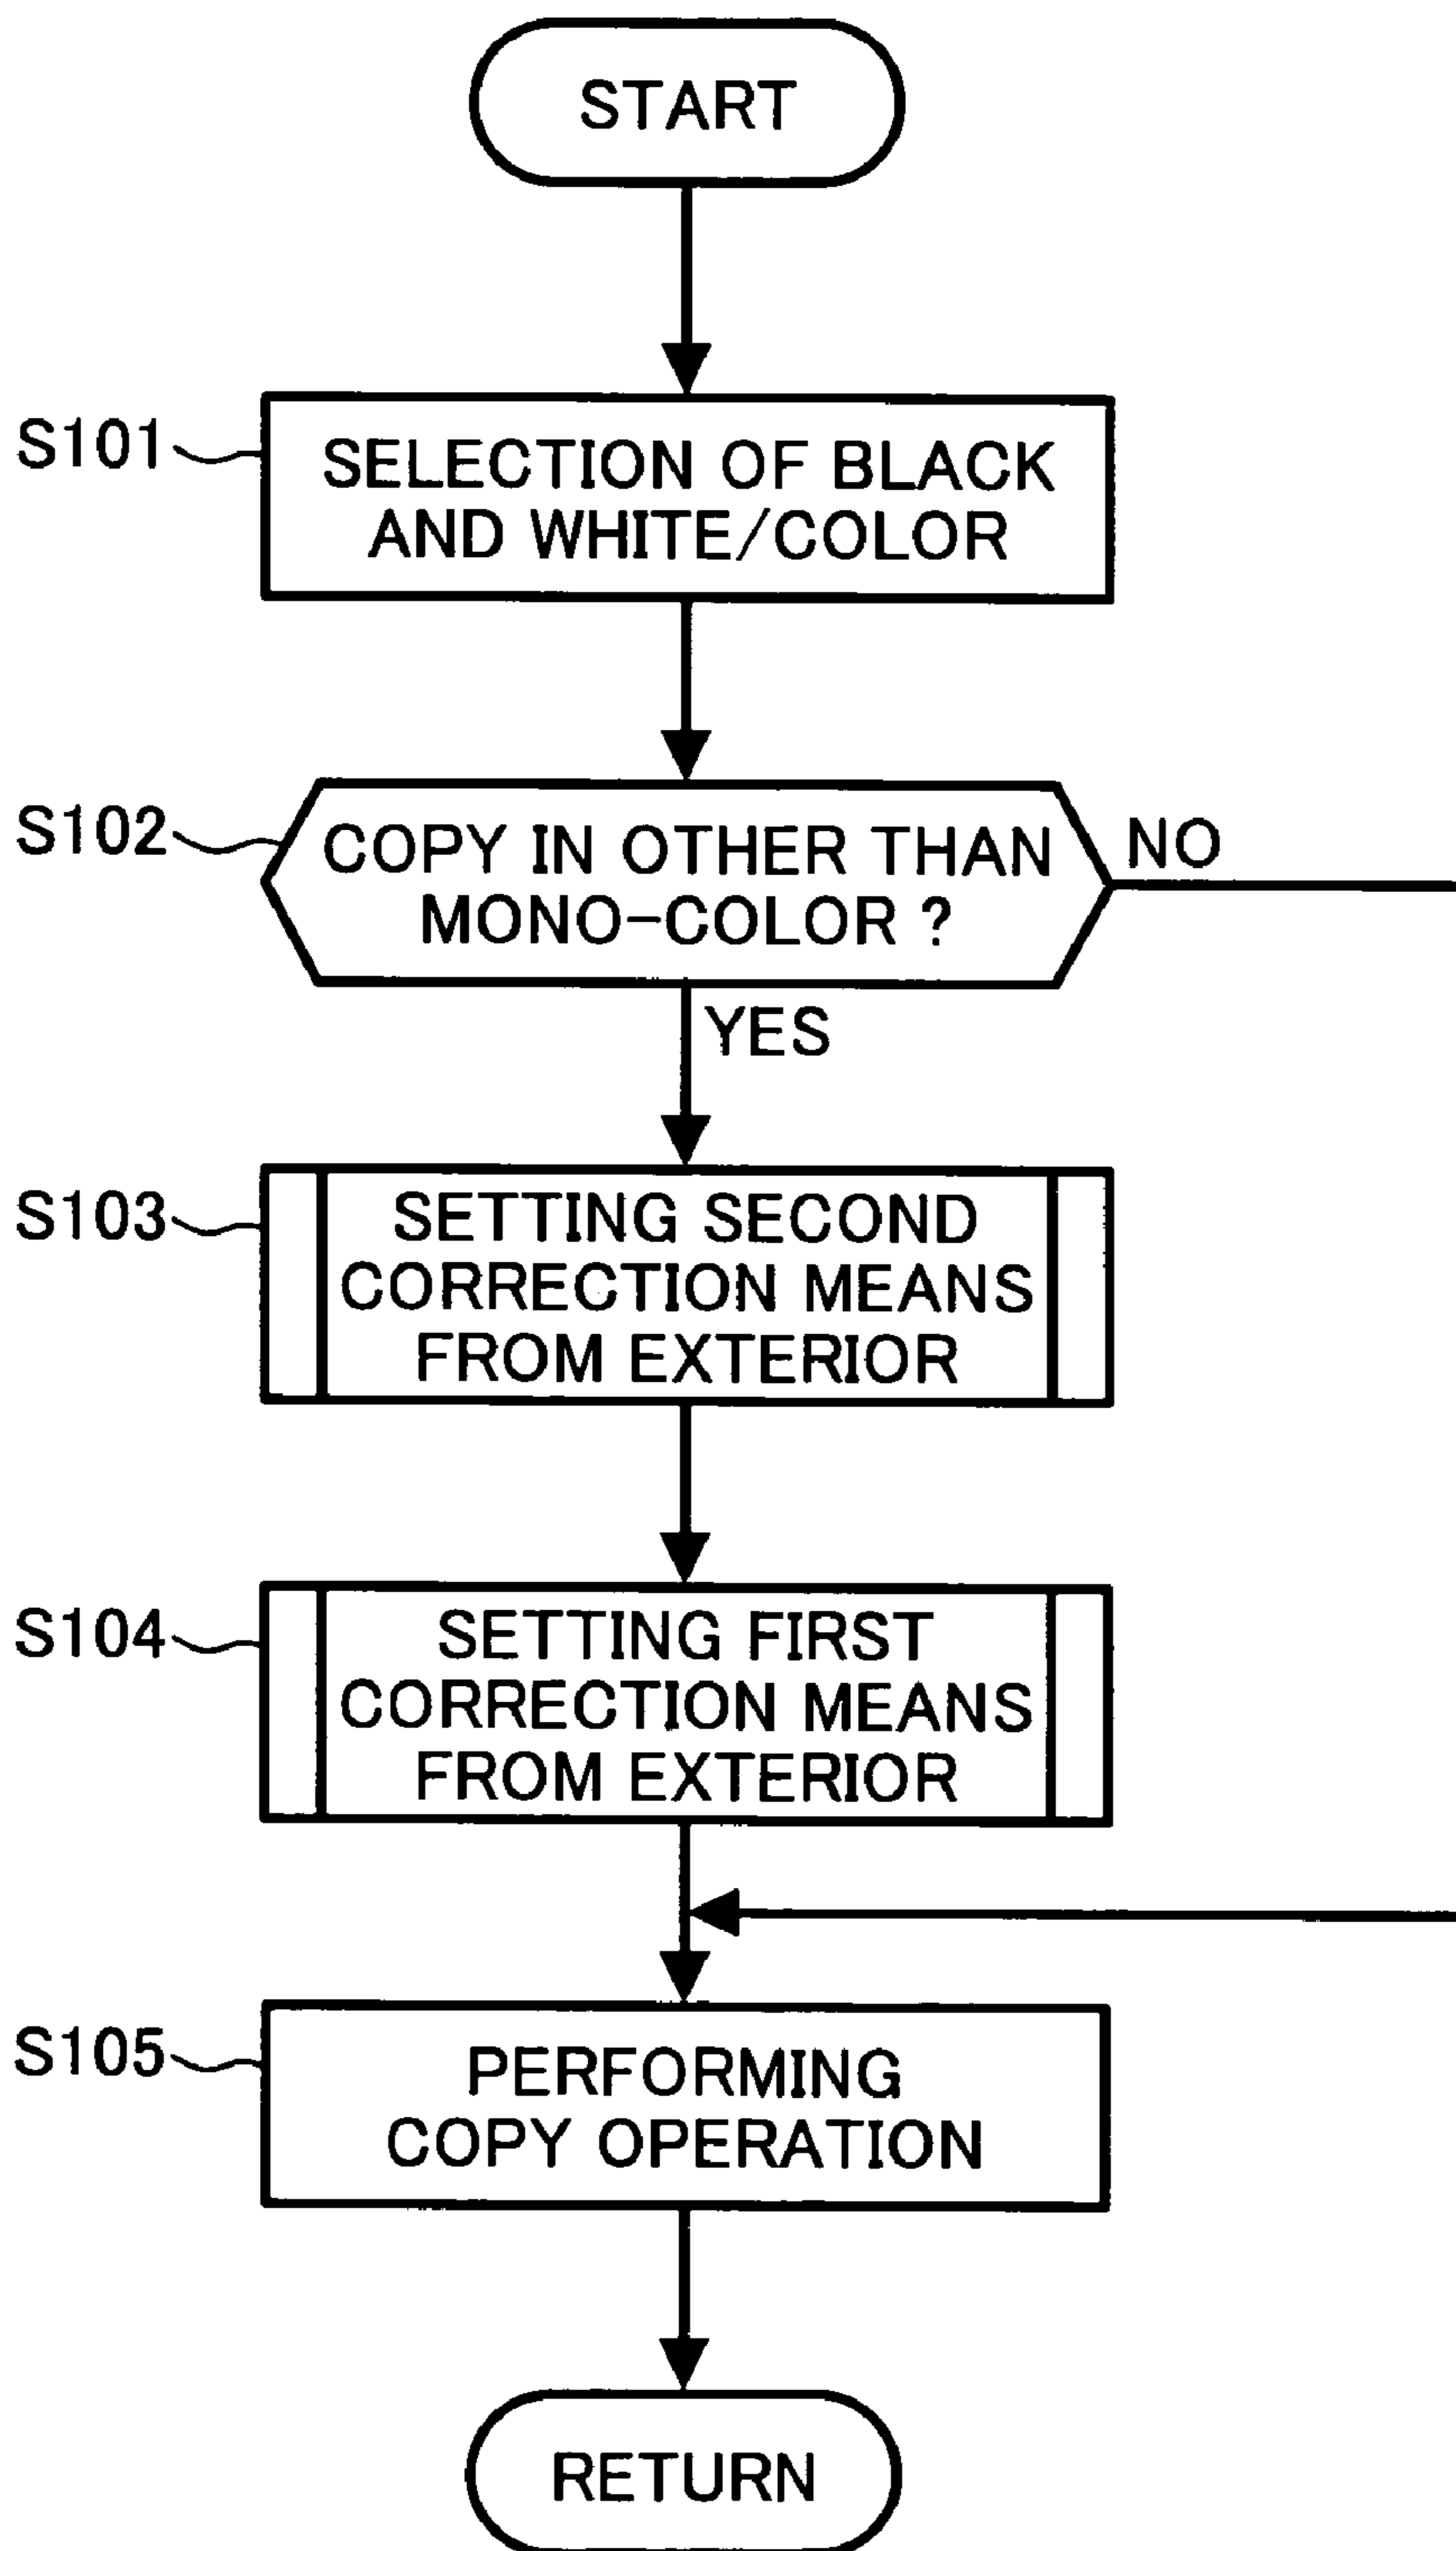 START
S101
SELECTION OF BLACK
AND WHITE/COLOR
S102
COPY IN OTHER THAN
MONO-COLOR ?
NO
YES
S103
SETTING SECOND
CORRECTION MEANS
FROM EXTERIOR
S104
SETTING FIRST
CORRECTION MEANS
FROM EXTERIOR
S105
PERFORMING
COPY OPERATION
RETURN